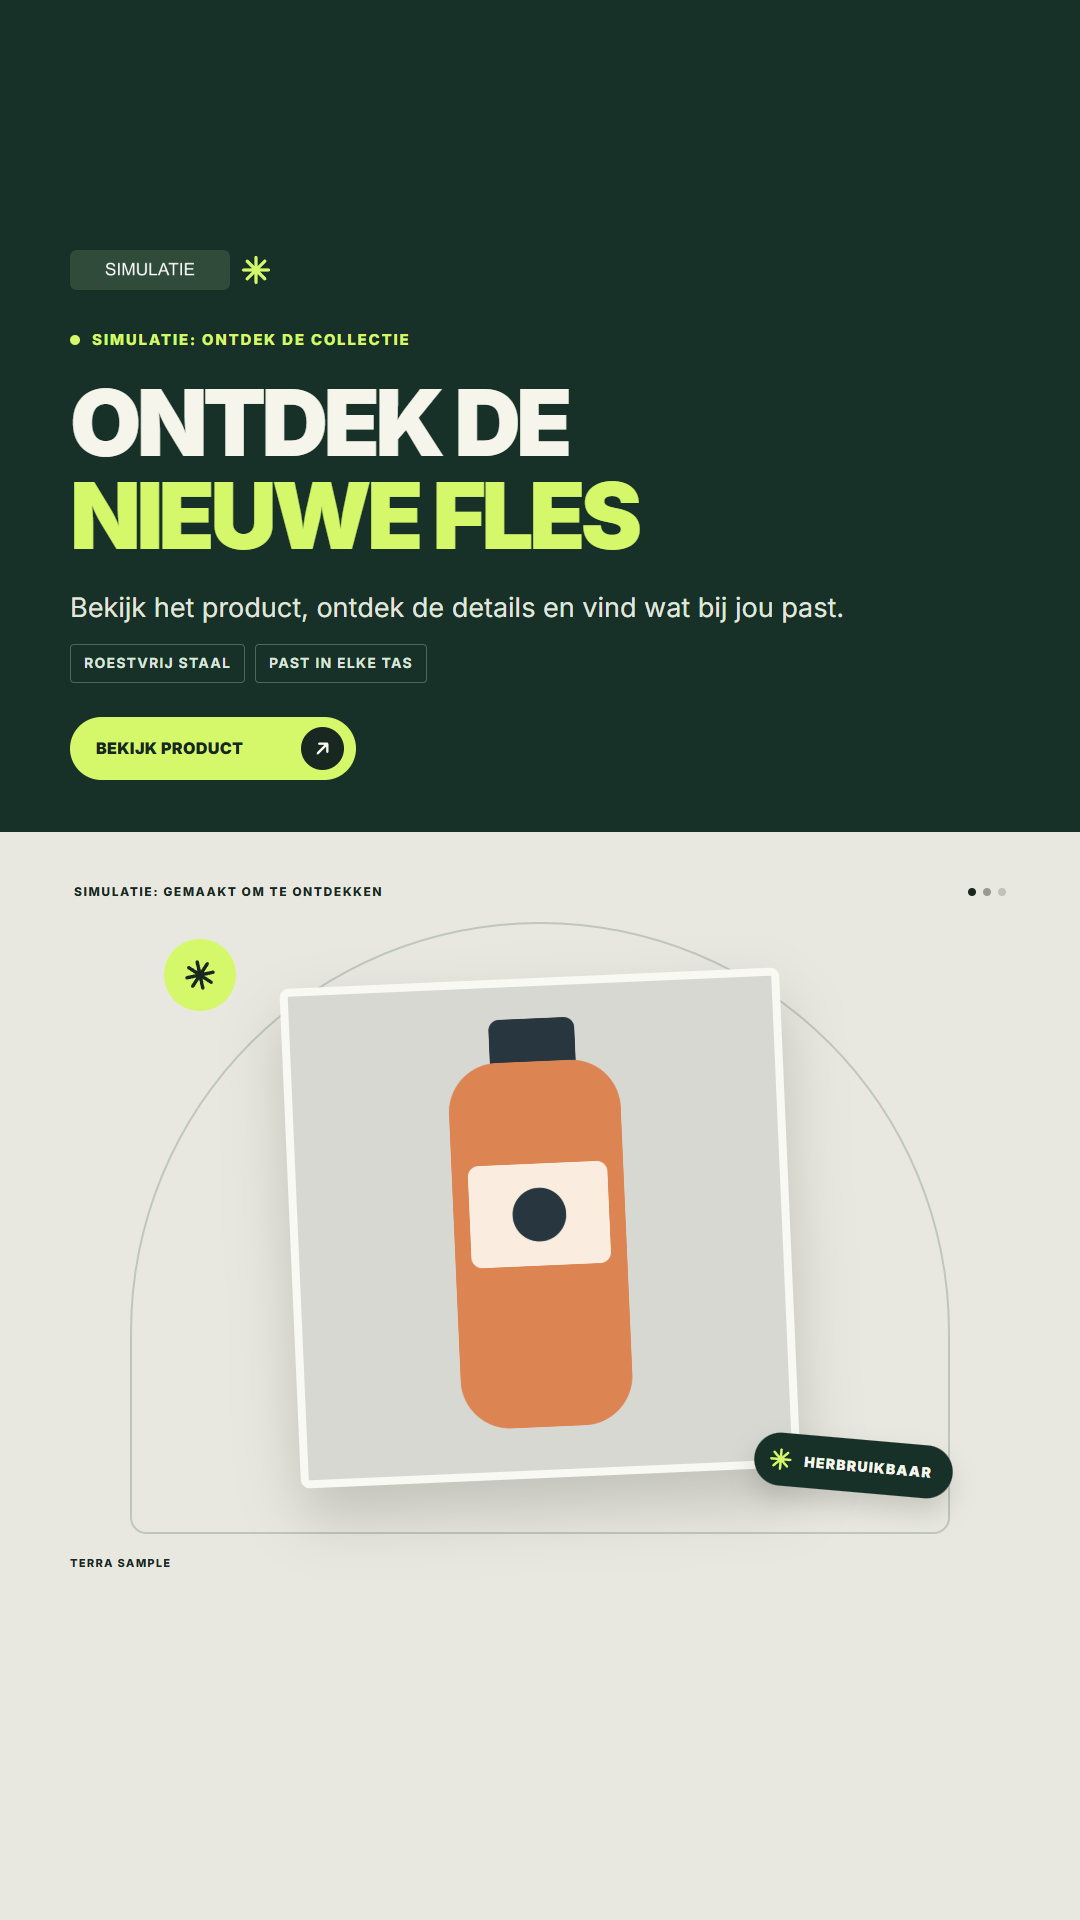 SIMULATIE
SIMULATIE: ONTDEK DE COLLECTIE
ONTDEK DE
NIEUWE FLES
Bekijk het product, ontdek de details en vind wat bij jou past.
ROESTVRIJ STAAL
PAST IN ELKE TAS
BEKIJK PRODUCT
SIMULATIE: GEMAAKT OM TE ONTDEKKEN
HERBRUIKBAAR
TERRA SAMPLE